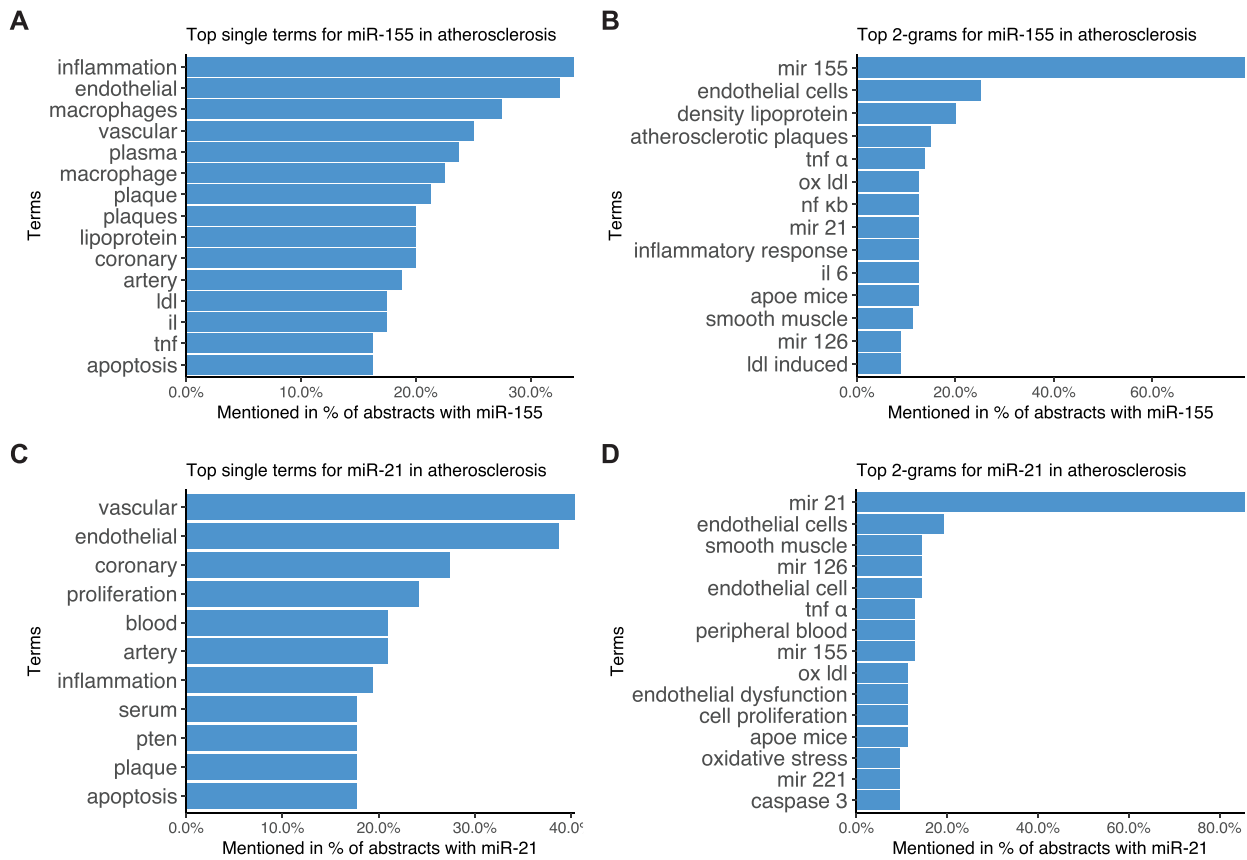 A
Top single terms for miR-155 in atherosclerosis
Terms
inflammation
endothelial
macrophages
vascular
plasma
macrophage
plaque
plaques
lipoprotein
coronary
artery
ldl
il
tnf
apoptosis
0.0% 10.0% 20.0% 30.0%
Mentioned in % of abstracts with miR-155
B
Top 2-grams for miR-155 in atherosclerosis
Terms
mir 155
endothelial cells
density lipoprotein
atherosclerotic plaques
tnf α
ox ldl
nf κb
mir 21
inflammatory response
il 6
apoe mice
smooth muscle
mir 126
ldl induced
0.0% 20.0% 40.0% 60.0%
Mentioned in % of abstracts with miR-155
C
Top single terms for miR-21 in atherosclerosis
Terms
vascular
endothelial
coronary
proliferation
blood
artery
inflammation
serum
pten
plaque
apoptosis
0.0% 10.0% 20.0% 30.0% 40.0
Mentioned in % of abstracts with miR-21
D
Top 2-grams for miR-21 in atherosclerosis
Terms
mir 21
endothelial cells
smooth muscle
mir 126
endothelial cell
tnf α
peripheral blood
mir 155
ox ldl
endothelial dysfunction
cell proliferation
apoe mice
oxidative stress
mir 221
caspase 3
0.0% 20.0% 40.0% 60.0% 80.0%
Mentioned in % of abstracts with miR-21